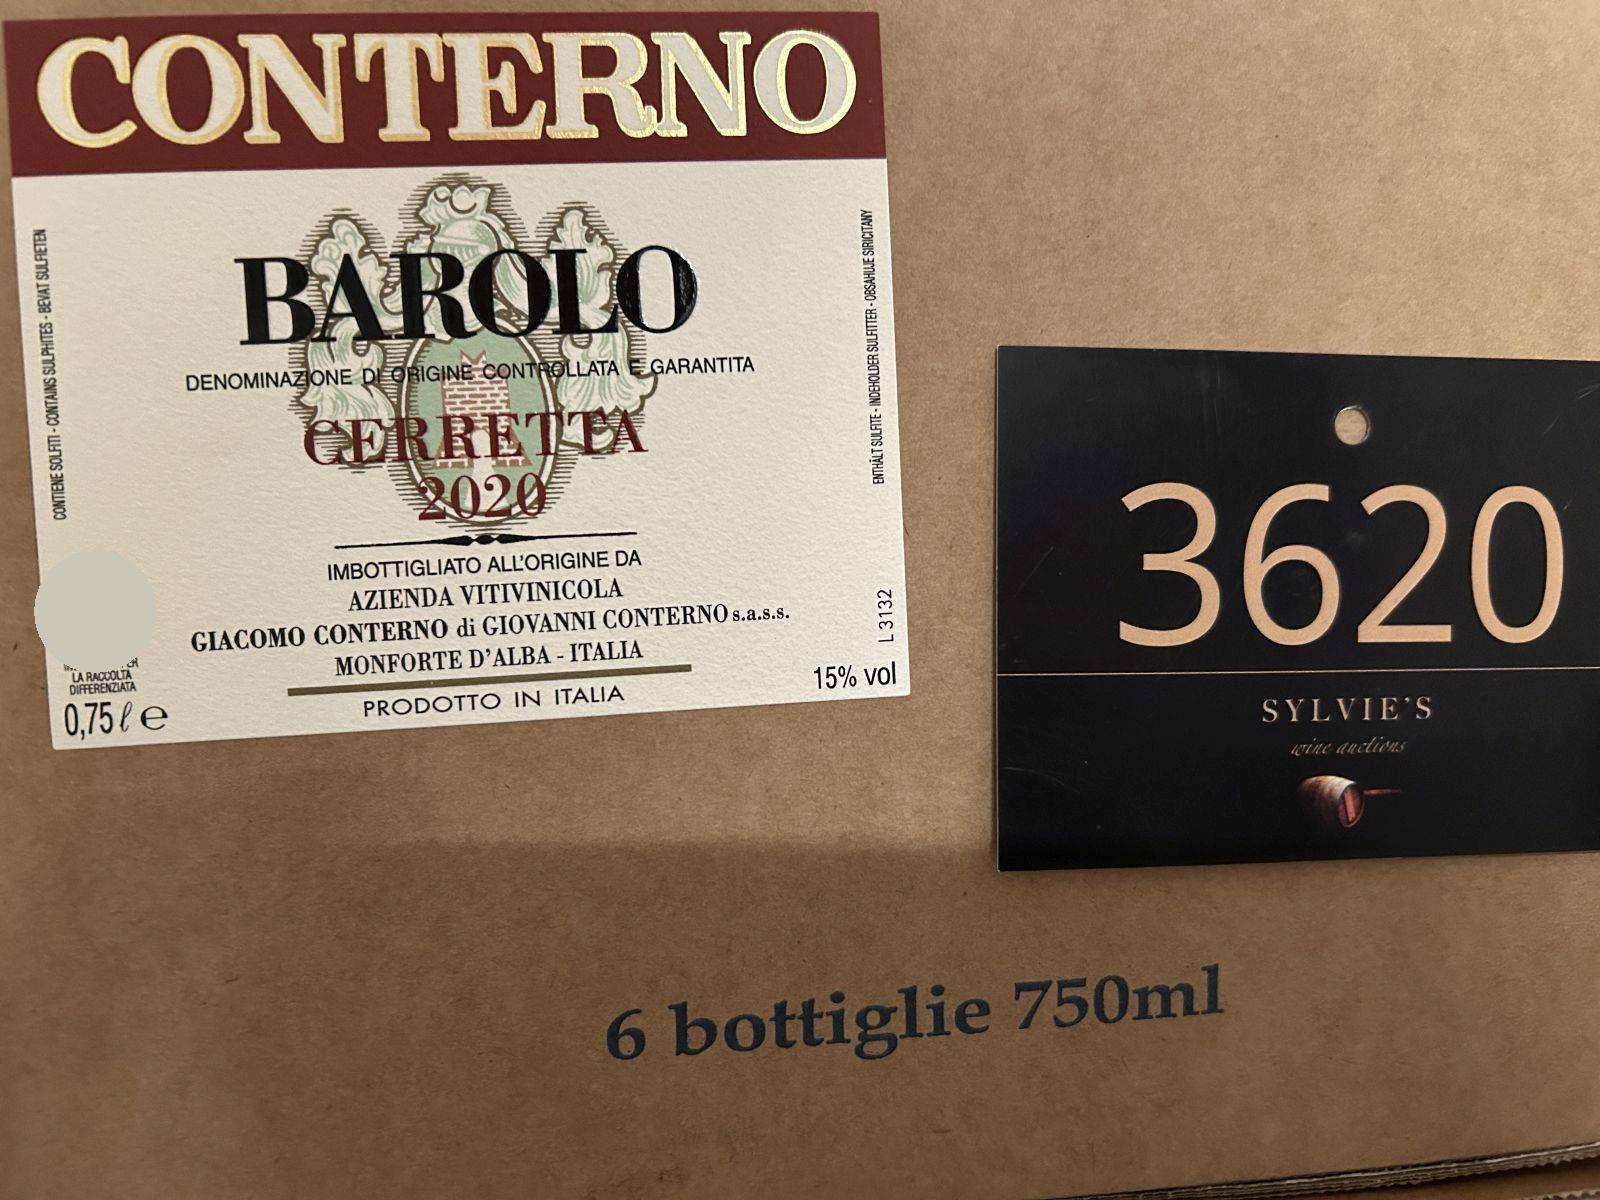 CONTERNO
BAROLO
DENOMINAZIONE DI ORIGINE CONTROLLATA E GARANTITA
CERRETTA
2020
IMBOTTIGLIATO ALL'ORIGINE DA
AZIENDA VITIVINICOLA
GIACOMO CONTERNO di GIOVANNI CONTERNO s.a.s.s.
MONFORTE D'ALBA - ITALIA
PRODOTTO IN ITALIA
CONTIENE SOLFITI - CONTAINS SULPHITES - BEVAT SULFIETEN
ENTHÄLT SULFITE - INDEHOLDER SULFITTER - OBSAHUJE SIRICITANY
L 3132
LA RACCOLTA
DIFFERENZIATA
0,75 ℓ e
15% vol
3620
SYLVIE'S
wine auctions
6 bottiglie 750ml